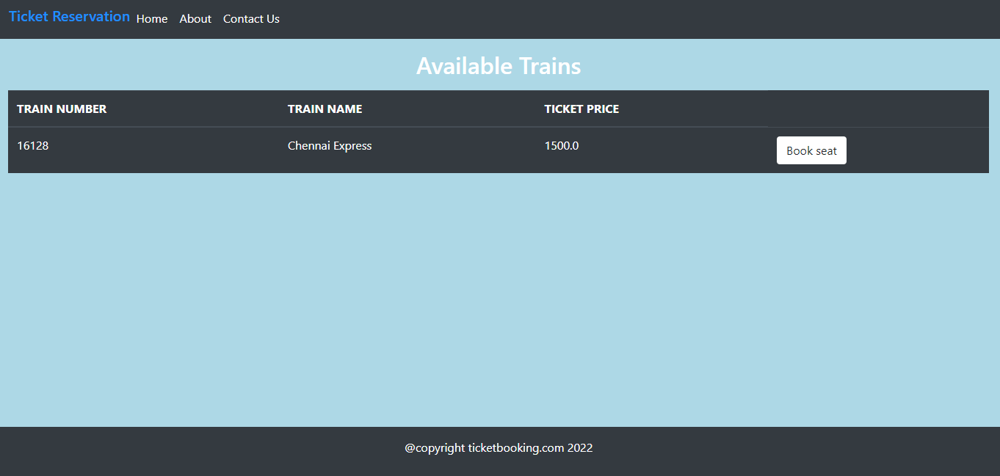 Ticket Reservation Home About Contact Us
Available Trains
TRAIN NUMBER TRAIN NAME TICKET PRICE
16128 Chennai Express 1500.0 Book seat
@copyright ticketbooking.com 2022